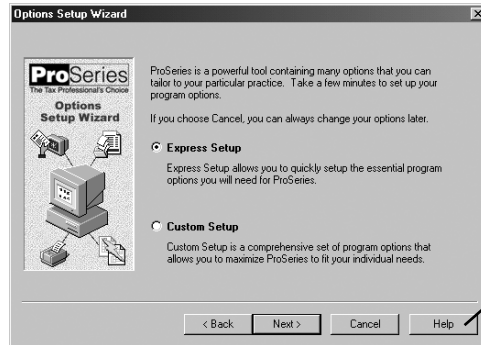 Options Setup Wizard
ProSeries
The Tax Professional's Choice
Options
Setup Wizard
ProSeries is a powerful tool containing many options that you can
tailor to your particular practice. Take a few minutes to set up your
program options.
If you choose Cancel, you can always change your options later.
Express Setup
Express Setup allows you to quickly setup the essential program
options you will need for ProSeries.
Custom Setup
Custom Setup is a comprehensive set of program options that
allows you to maximize ProSeries to fit your individual needs.
< Back Next > Cancel Help